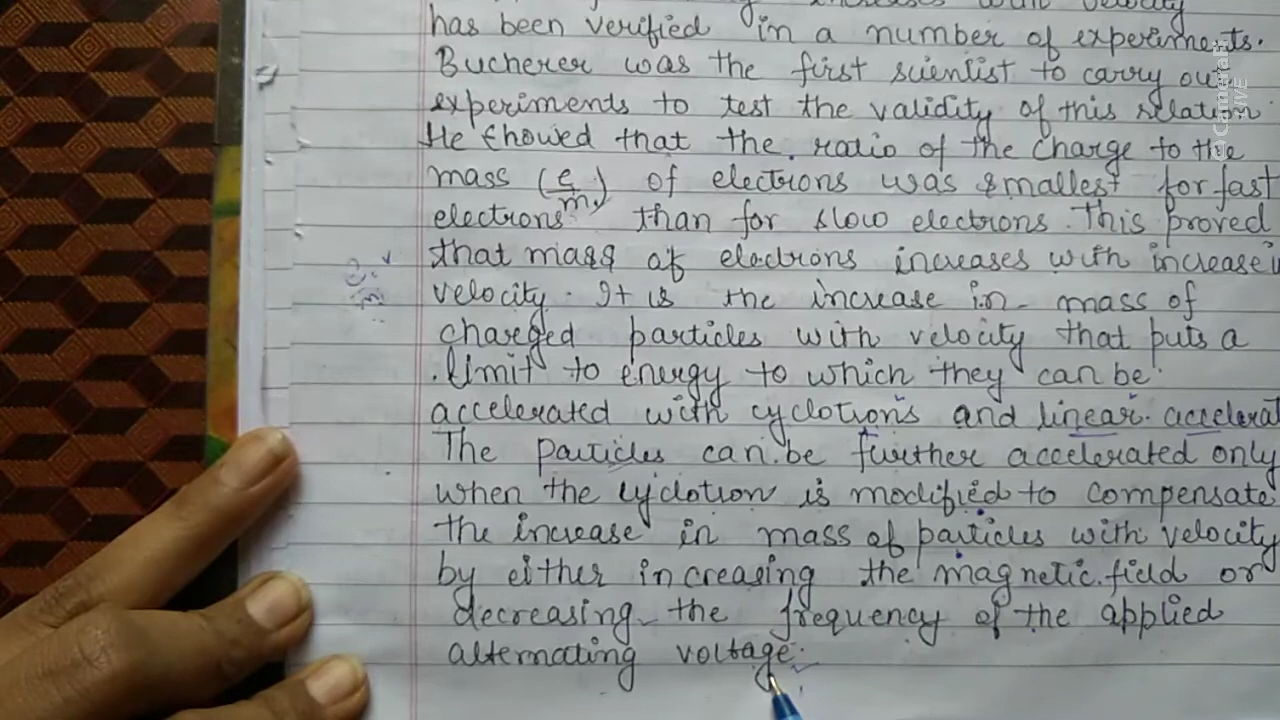 increases with velocity
has been verified in a number of experiments.
Bucherer was the first scientist to carry out
experiments to test the validity of this relation
He showed that the ratio of the charge to the
mass (e/m) of electrons was smallest for fast
electrons than for slow electrons. This proved
that mass of electrons increases with increase in
velocity. It is the increase in mass of
charged particles with velocity that puts a
limit to energy to which they can be
accelerated with cyclotrons and linear accelerat
The particles can be further accelerated only
when the cyclotron is modified to compensate
the increase in mass of particles with velocity
by either increasing the magnetic field or
decreasing the frequency of the applied
alternating voltage.